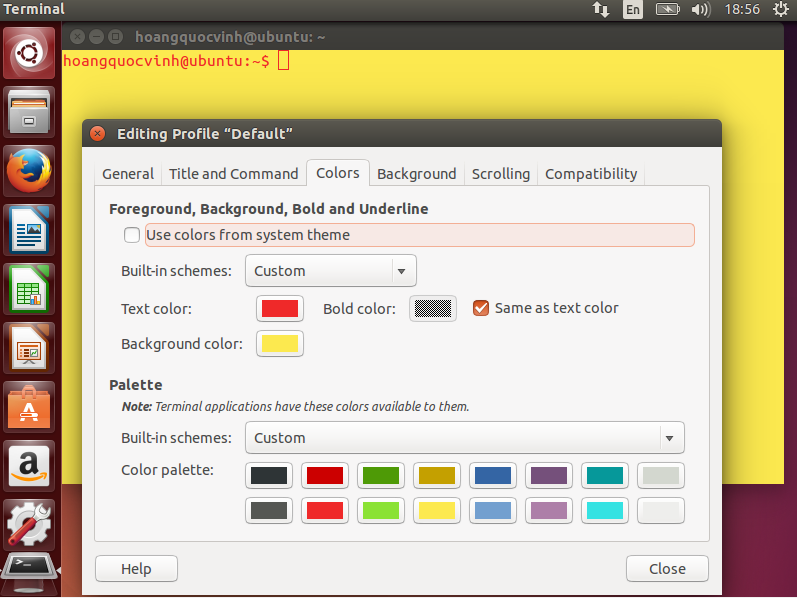 Terminal En 18:56
hoangquocvinh@ubuntu: ~
hoangquocvinh@ubuntu:~$
Editing Profile “Default”
General Title and Command Colors Background Scrolling Compatibility
Foreground, Background, Bold and Underline
Use colors from system theme
Built-in schemes: Custom
Text color: Bold color: Same as text color
Background color:
Palette
Note: Terminal applications have these colors available to them.
Built-in schemes: Custom
Color palette:
Help Close